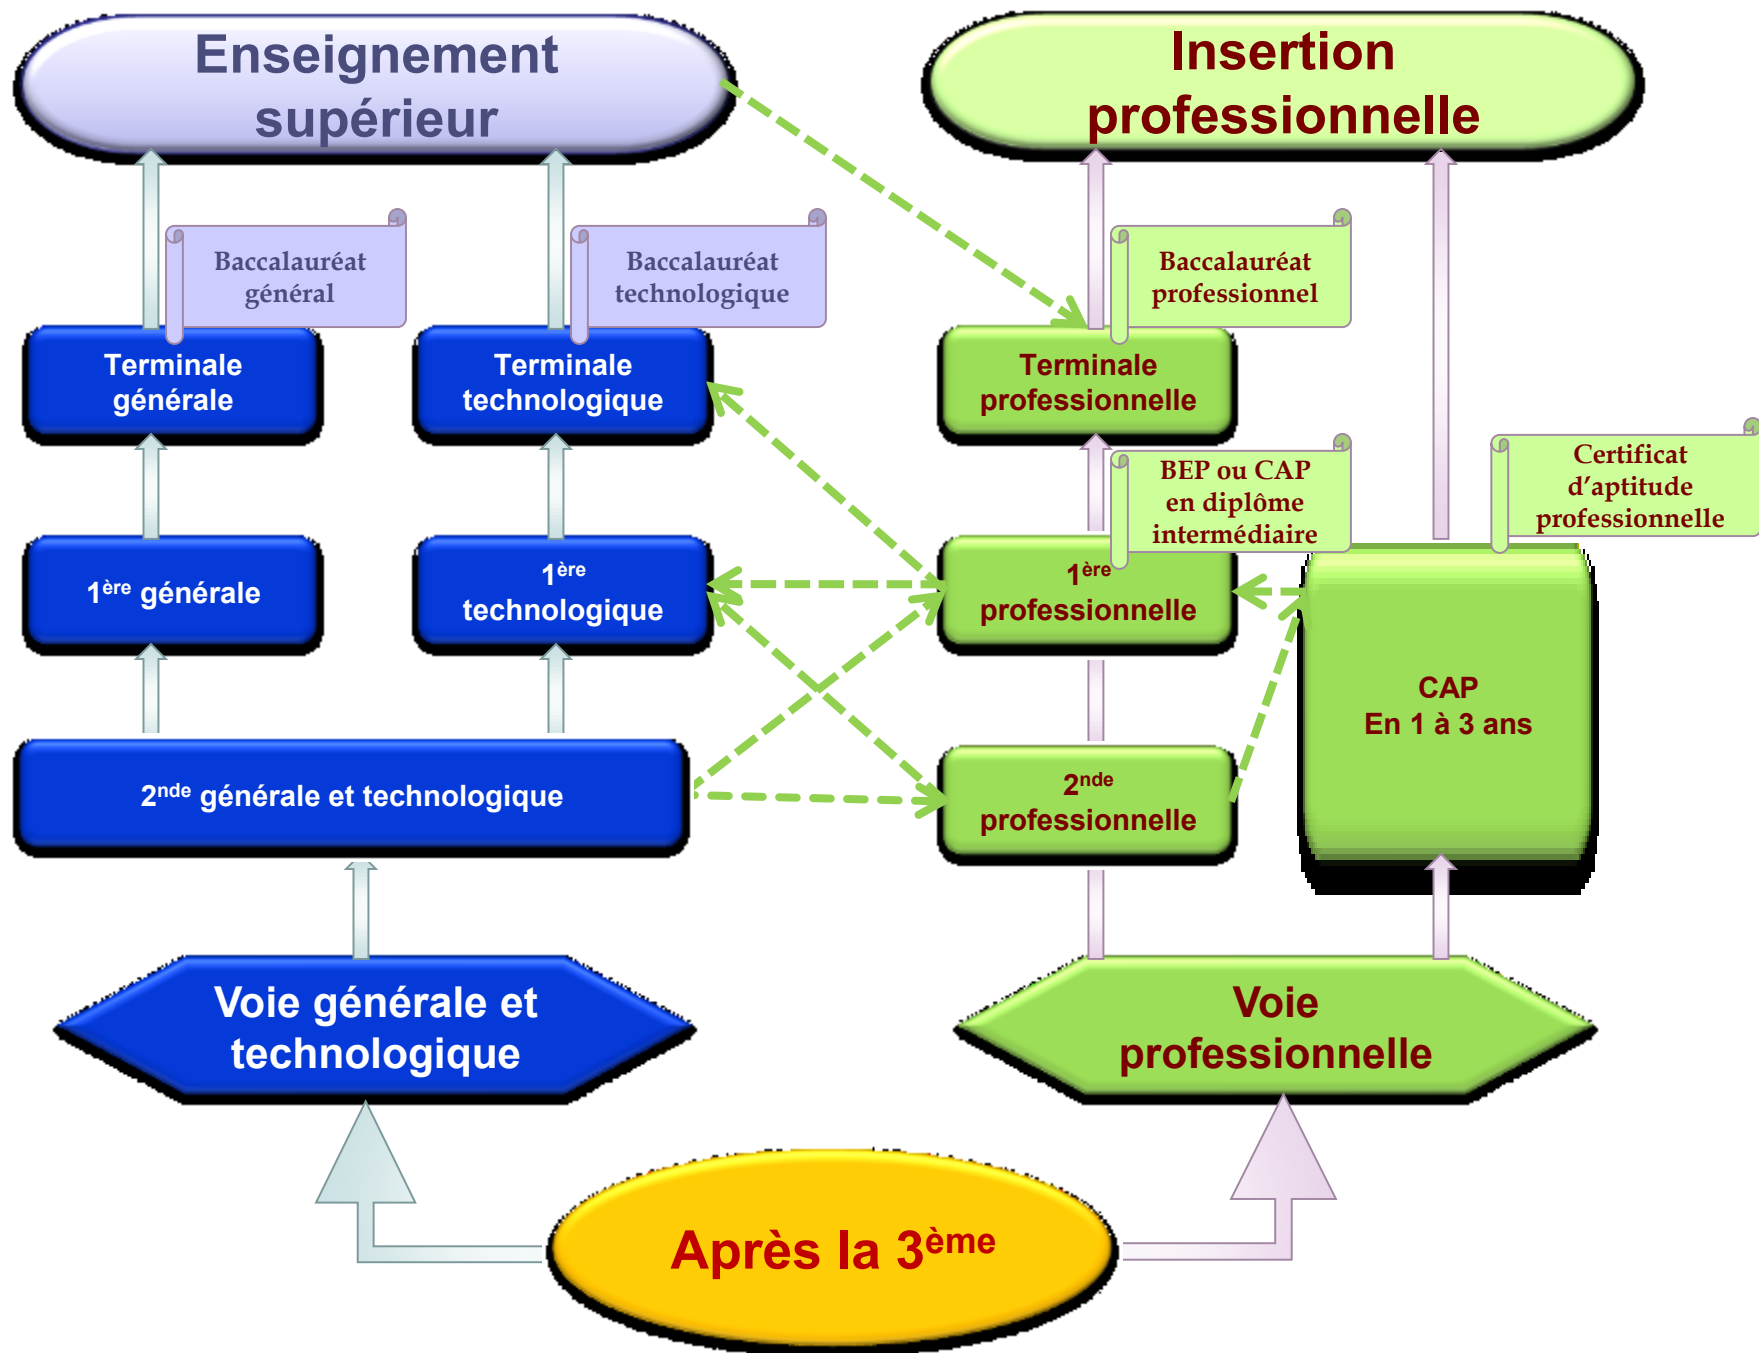 Enseignement
supérieur
Insertion
professionnelle
Baccalauréat
général
Baccalauréat
technologique
Baccalauréat
professionnel
Terminale
générale
Terminale
technologique
Terminale
professionnelle
BEP ou CAP
en diplôme
intermédiaire
Certificat
d’aptitude
professionnelle
1ère générale
1ère
technologique
1ère
professionnelle
CAP
En 1 à 3 ans
2nde générale et technologique
2nde
professionnelle
Voie générale et
technologique
Voie
professionnelle
Après la 3ème